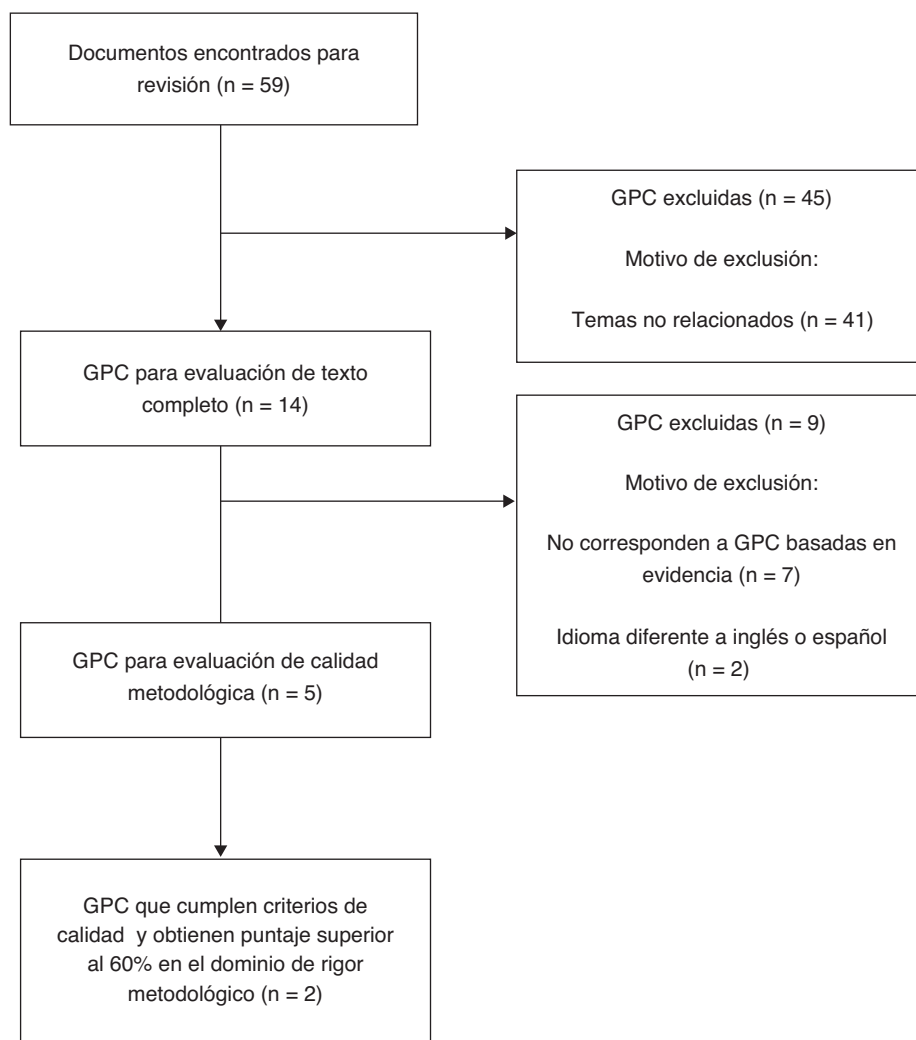 Documentos encontrados para
revisión (n = 59)
GPC excluidas (n = 45)
Motivo de exclusión:
Temas no relacionados (n = 41)
GPC para evaluación de texto
completo (n = 14)
GPC excluidas (n = 9)
Motivo de exclusión:
No corresponden a GPC basadas en
evidencia (n = 7)
Idioma diferente a inglés o español
(n = 2)
GPC para evaluación de calidad
metodológica (n = 5)
GPC que cumplen criterios de
calidad y obtienen puntaje superior
al 60% en el dominio de rigor
metodológico (n = 2)